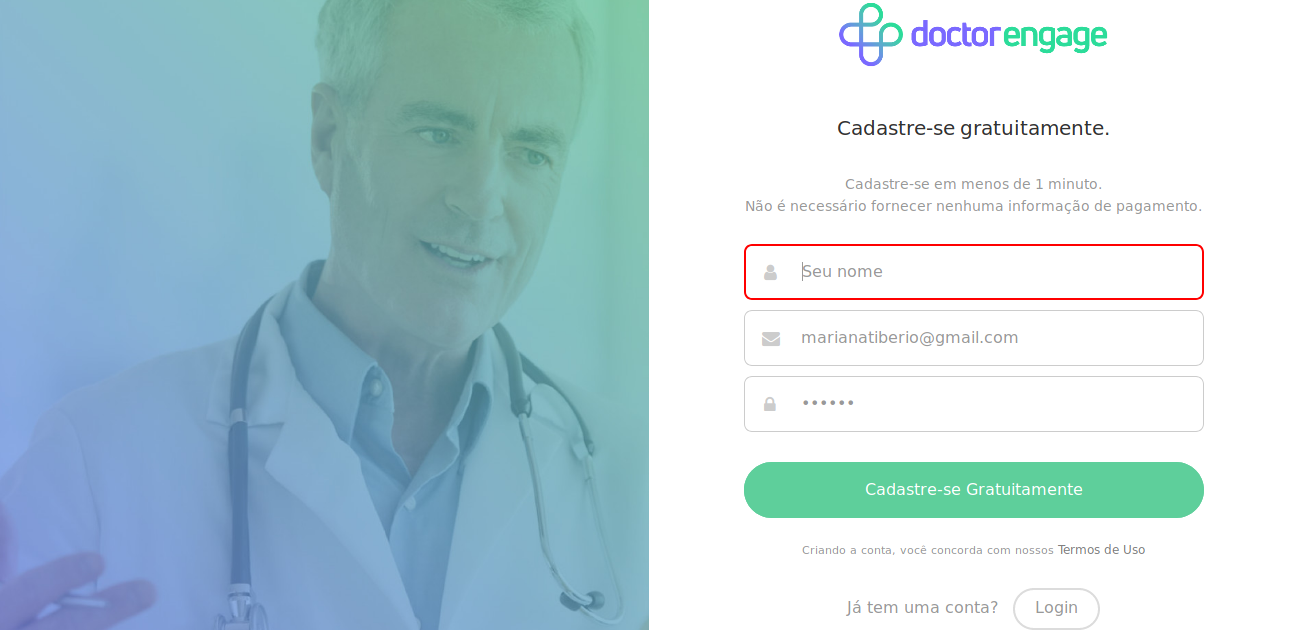 doctorengage
Cadastre-se gratuitamente.
Cadastre-se em menos de 1 minuto.
Não é necessário fornecer nenhuma informação de pagamento.
Seu nome
marianatiberio@gmail.com
••••••
Cadastre-se Gratuitamente
Criando a conta, você concorda com nossos Termos de Uso
Já tem uma conta? Login